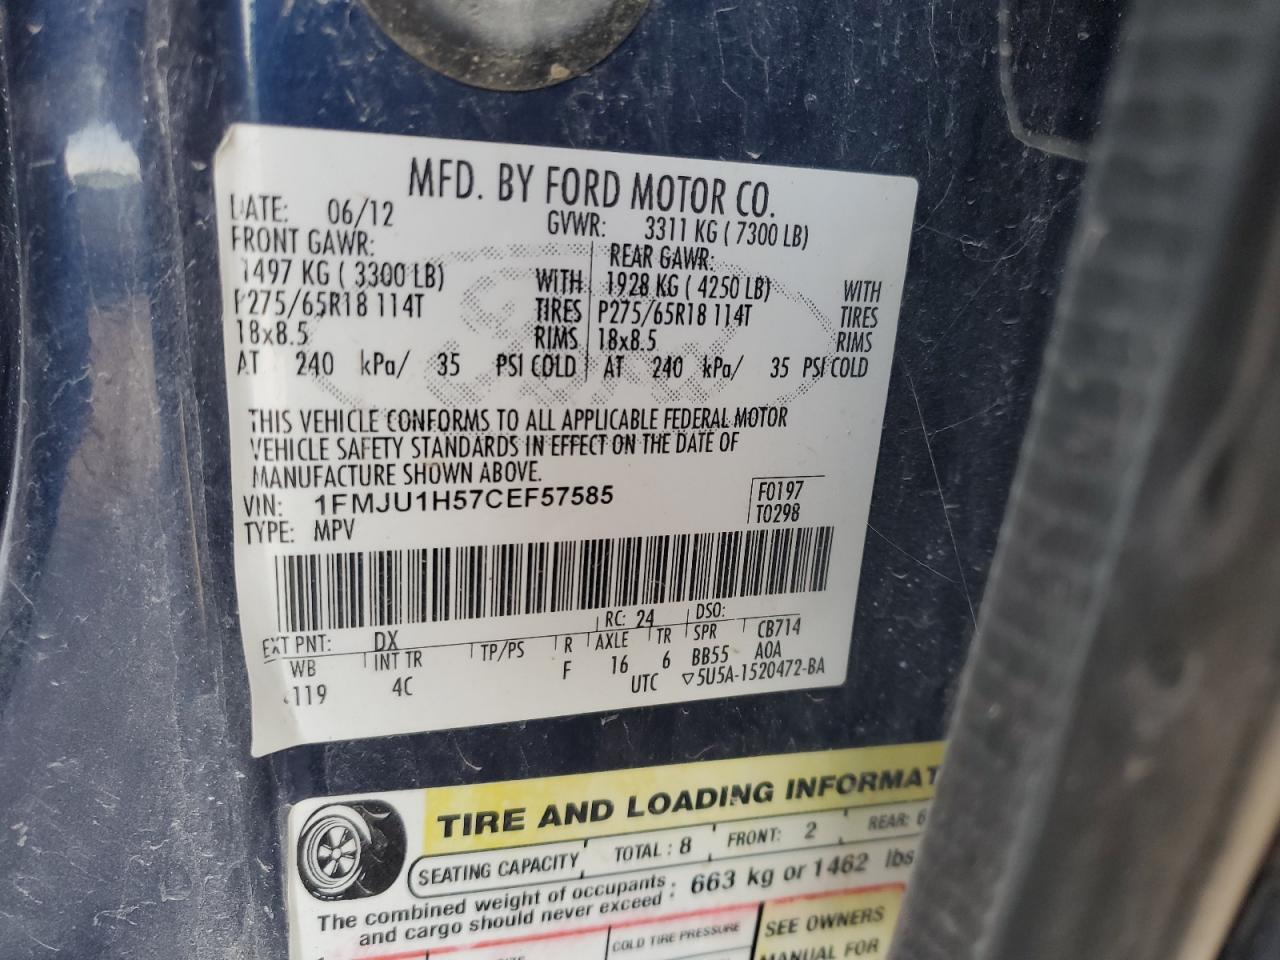 MFD. BY FORD MOTOR CO.
DATE: 06/12 GVWR: 3311 KG ( 7300 LB)
FRONT GAWR: REAR GAWR:
1497 KG ( 3300 LB) WITH 1928 KG ( 4250 LB) WITH
P275/65R18 114T TIRES P275/65R18 114T TIRES
18x8.5 RIMS 18x8.5 RIMS
AT 240 kPa/ 35 PSI COLD AT 240 kPa/ 35 PSI COLD
THIS VEHICLE CONFORMS TO ALL APPLICABLE FEDERAL MOTOR
VEHICLE SAFETY STANDARDS IN EFFECT ON THE DATE OF
MANUFACTURE SHOWN ABOVE.
VIN: 1FMJU1H57CEF57585 F0197
TYPE: MPV T0298
EXT PNT: DX RC: 24 DSO:
WB INT TR TP/PS R AXLE TR SPR CB714
119 4C F 16 6 BB55 A0A
UTC ▽5U5A-1520472-BA
TIRE AND LOADING INFORMAT
SEATING CAPACITY TOTAL : 8 FRONT: 2 REAR: 6
The combined weight of occupants : 663 kg or 1462 lbs
and cargo should never exceed
COLD TIRE PRESSURE SEE OWNERS
MANUAL FOR